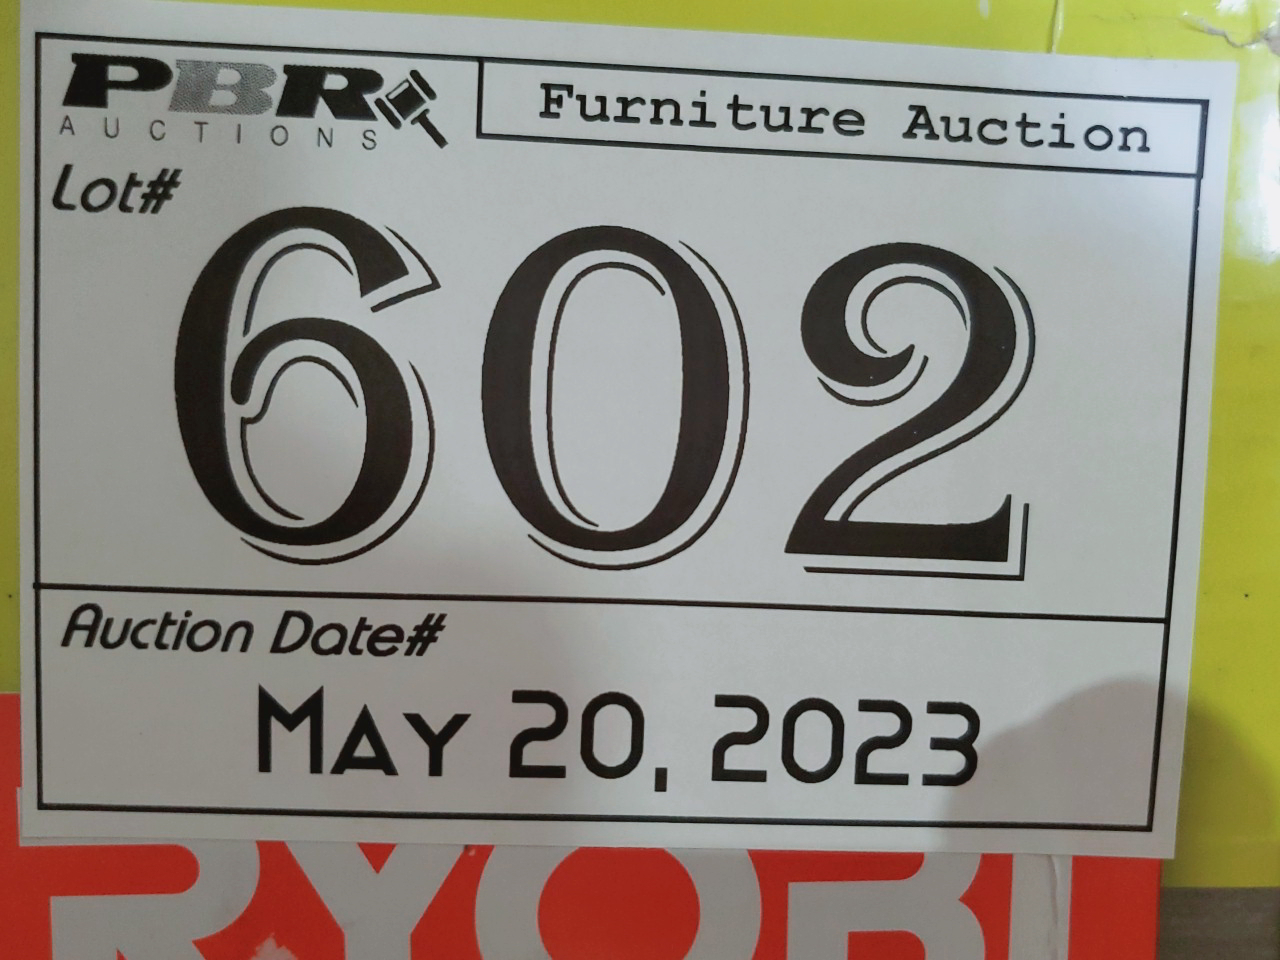 PBR
AUCTIONS
Furniture Auction
Lot#
602
Auction Date#
May 20, 2023
RYOBI